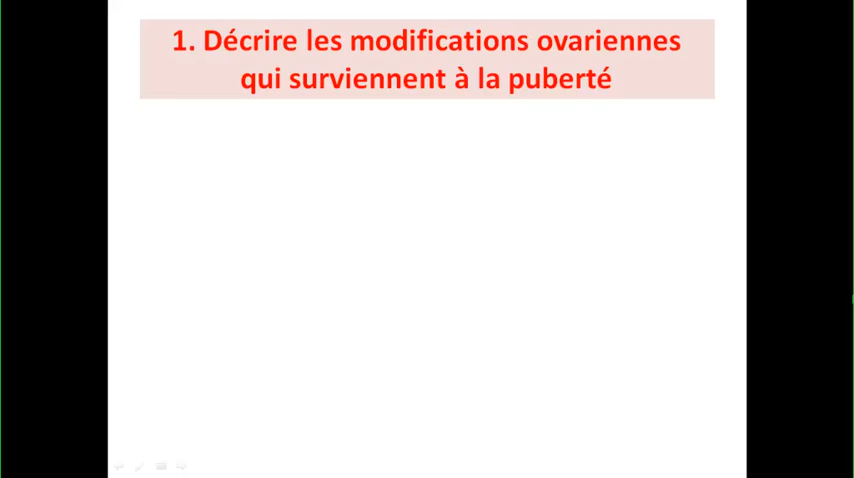 1. Décrire les modifications ovariennes
qui surviennent à la puberté